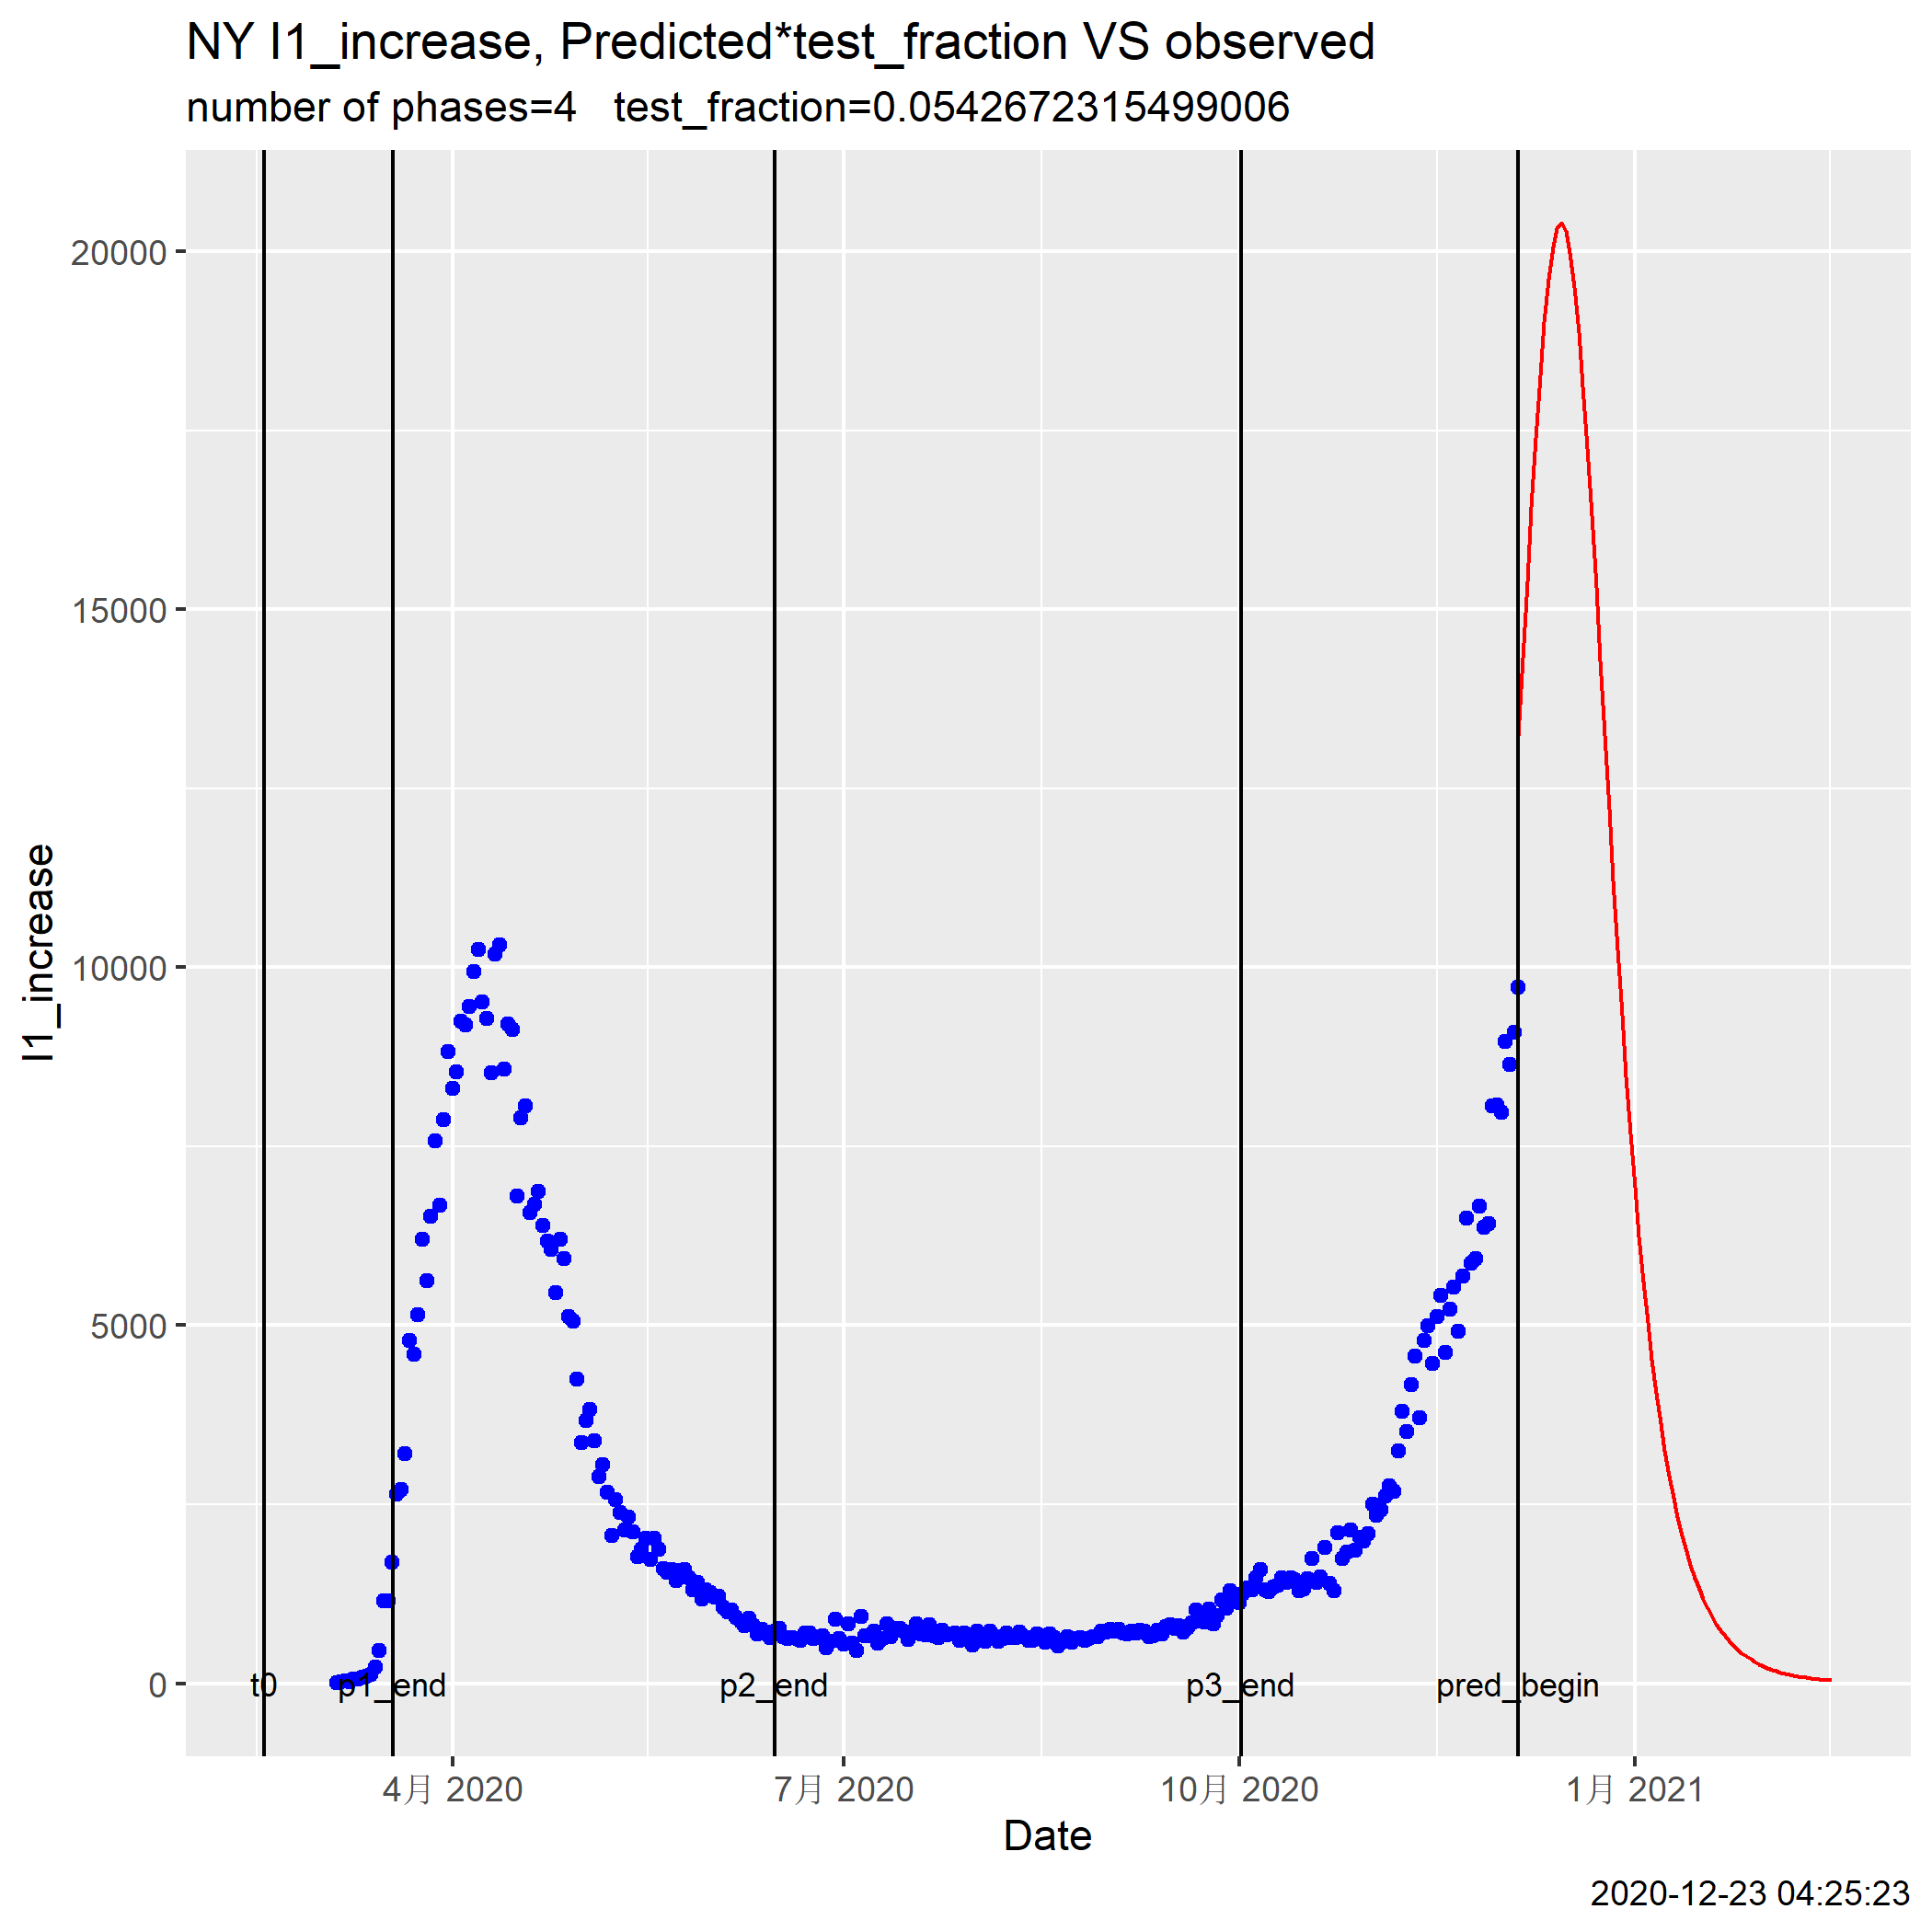 NY I1_increase, Predicted*test_fraction VS observed
number of phases=4   test_fraction=0.0542672315499006
20000
15000
10000
5000
0
I1_increase
t0
p1_end
p2_end
p3_end
pred_begin
4月 2020
7月 2020
10月 2020
1月 2021
Date
2020-12-23 04:25:23